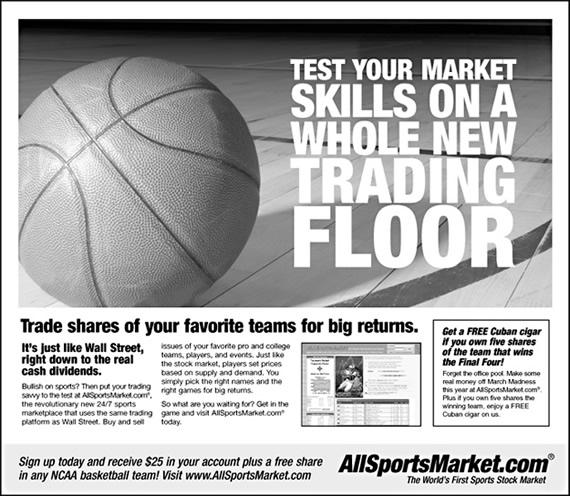 TEST YOUR MARKET
SKILLS ON A
WHOLE NEW
TRADING
FLOOR
Trade shares of your favorite teams for big returns.
It's just like Wall Street,
right down to the real
cash dividends.
Bullish on sports? Then put your trading
savvy to the test at AllSportsMarket.com®,
the revolutionary new 24/7 sports
marketplace that uses the same trading
platform as Wall Street. Buy and sell
issues of your favorite pro and college
teams, players, and events. Just like
the stock market, players set prices
based on supply and demand. You
simply pick the right names and the
right games for big returns.
So what are you waiting for? Get in the
game and visit AllSportsMarket.com®
today.
Get a FREE Cuban cigar
if you own five shares
of the team that wins
the Final Four!
Forget the office pool. Make some
real money off March Madness
this year at AllSportsMarket.com®.
Plus if you own five shares the
winning team, enjoy a FREE
Cuban cigar on us.
Sign up today and receive $25 in your account plus a free share
in any NCAA basketball team! Visit www.AllSportsMarket.com
AllSportsMarket.com®
The World's First Sports Stock Market